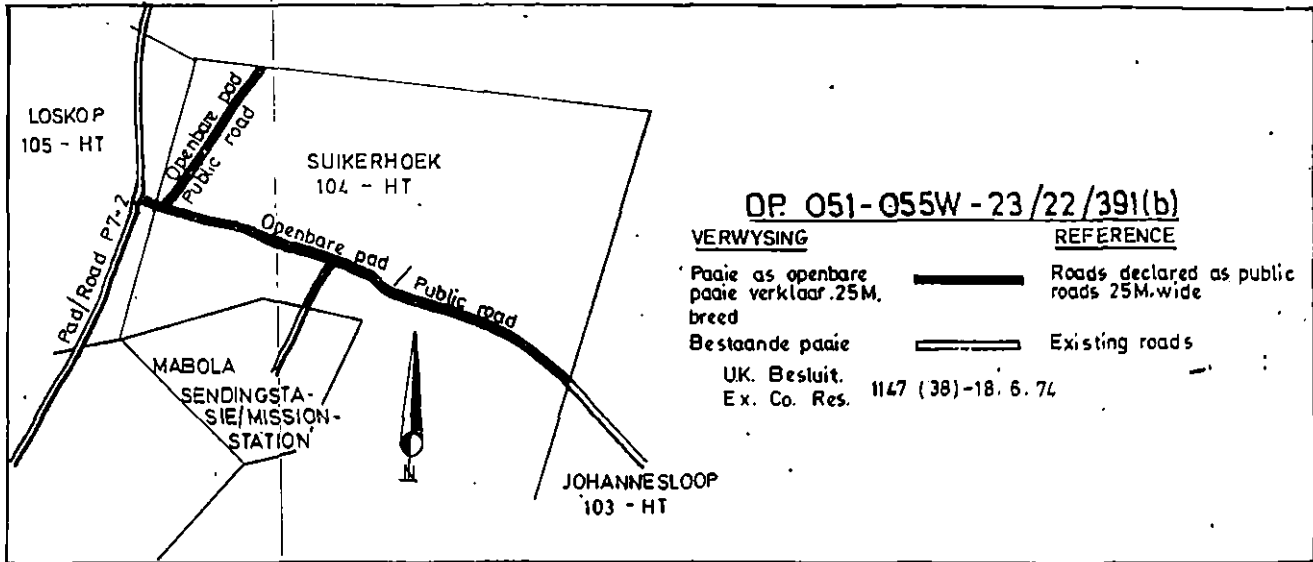 LOSKOP
105 - HT
Openbare pad
Public road
SUIKERHOEK
104 - HT
Pad/Road P7-2
Openbare pad / Public road
MABOLA
SENDINGSTA-
SIE/MISSION-
STATION
N
JOHANNESLOOP
103 - HT
DP. 051-055W-23/22/391(b)
VERWYSING
REFERENCE
Paaie as openbare
paaie verklaar.25M.
breed
Roads declared as public
roads 25M.wide
Bestaande paaie
Existing roads
U.K. Besluit.
Ex. Co. Res.
1147 (38)-18.6.74